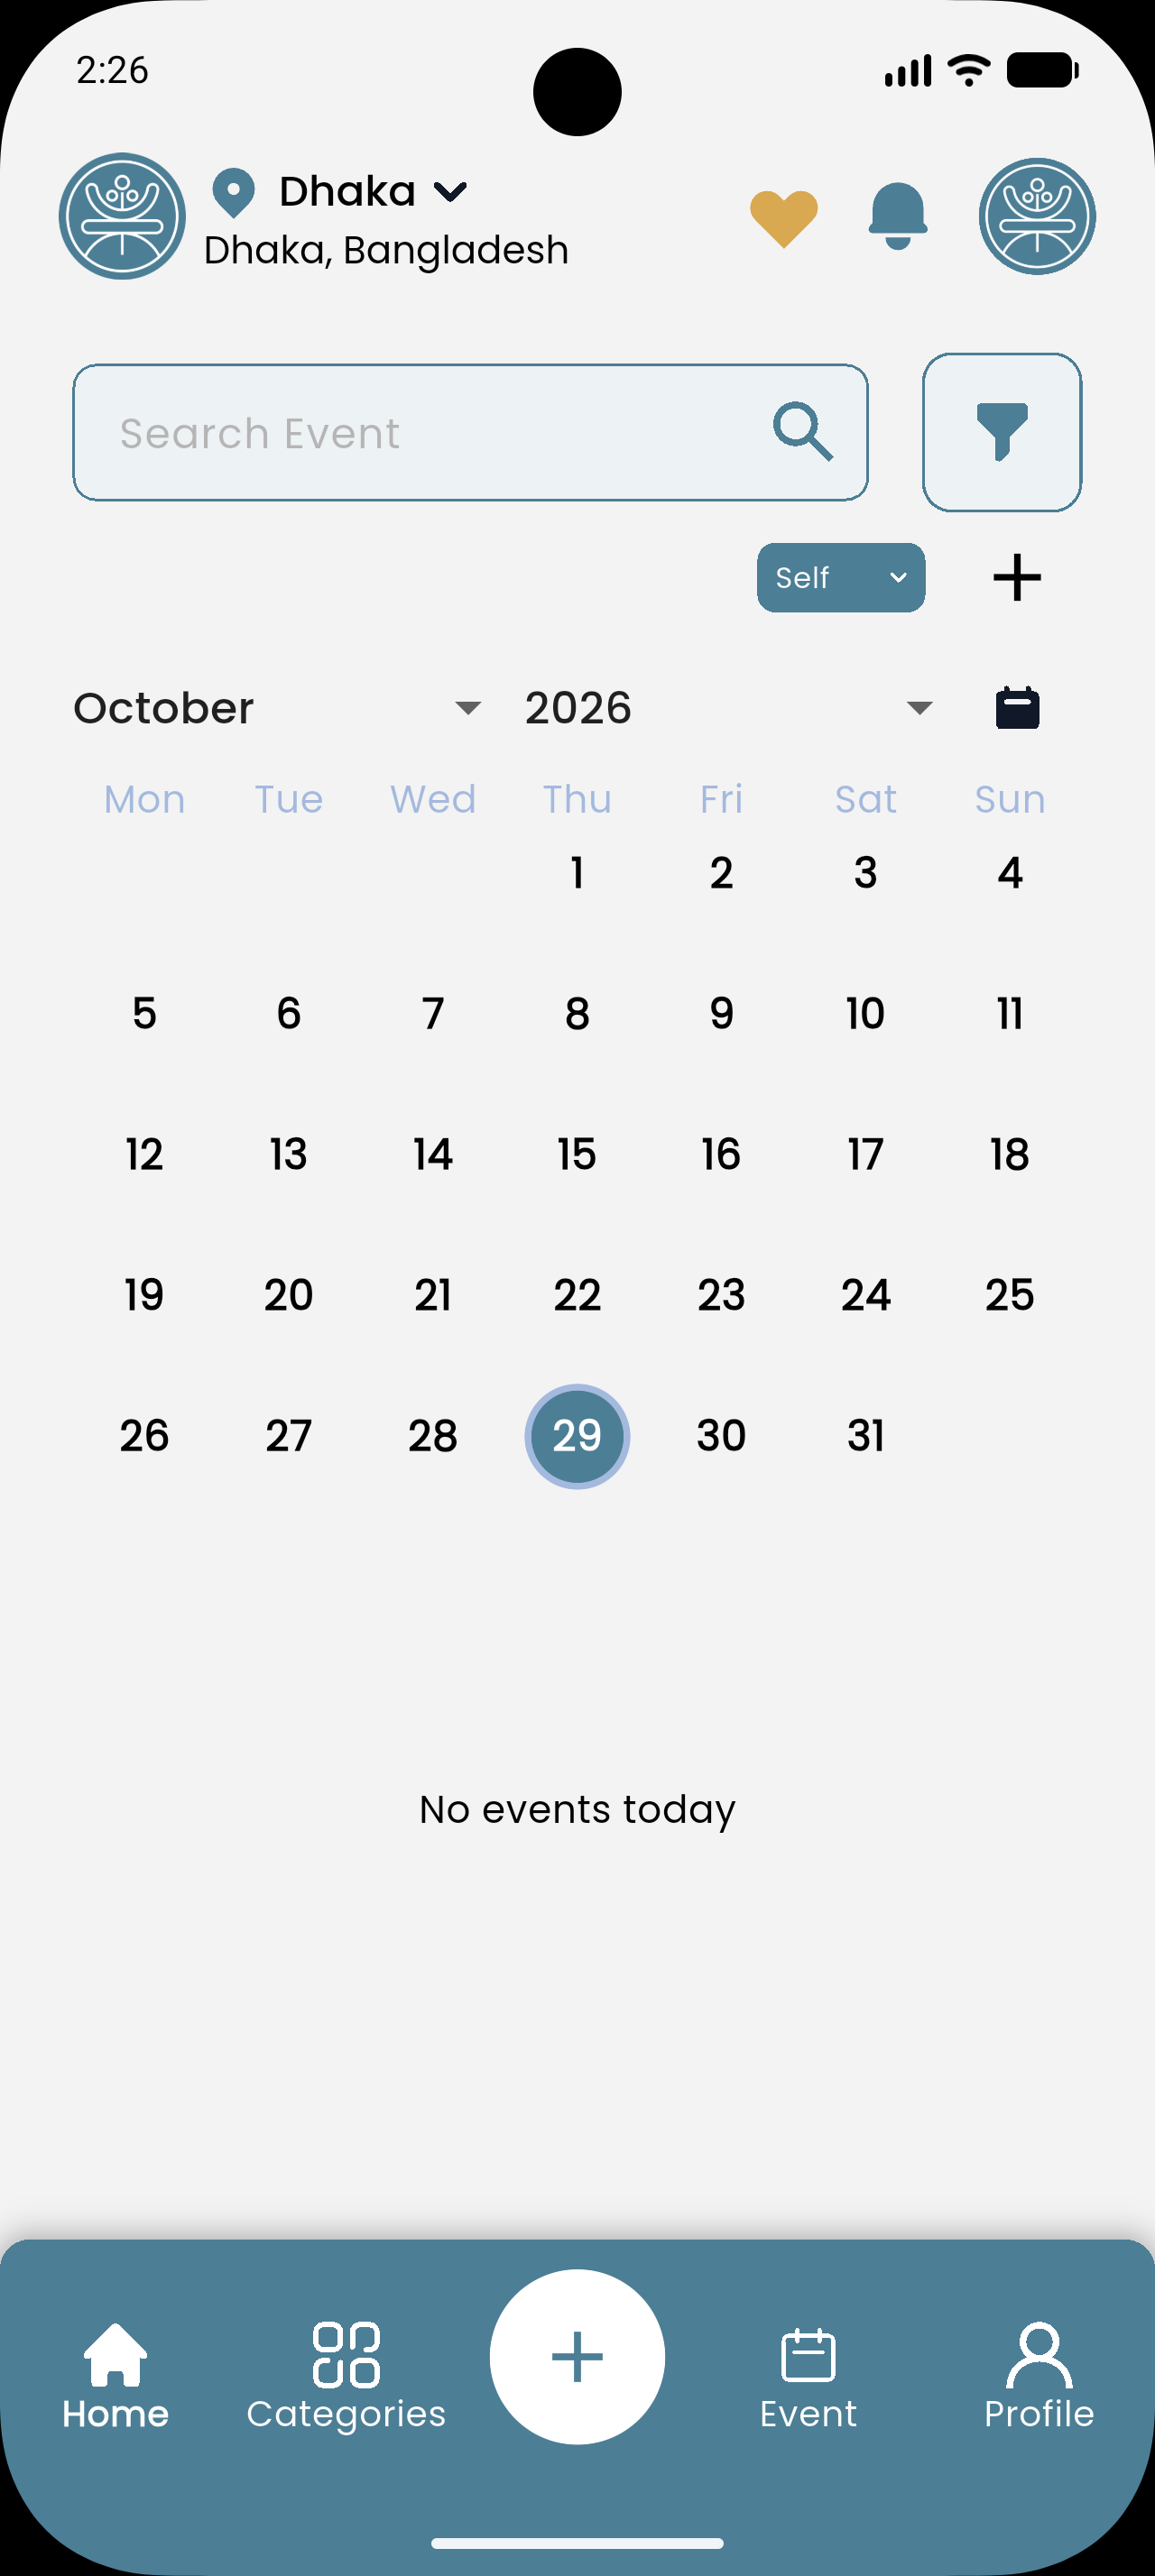 2:26
Dhaka
Dhaka, Bangladesh
Search Event
Self
October 2026
Mon Tue Wed Thu Fri Sat Sun
1 2 3 4
5 6 7 8 9 10 11
12 13 14 15 16 17 18
19 20 21 22 23 24 25
26 27 28 29 30 31
No events today
Home Categories Event Profile